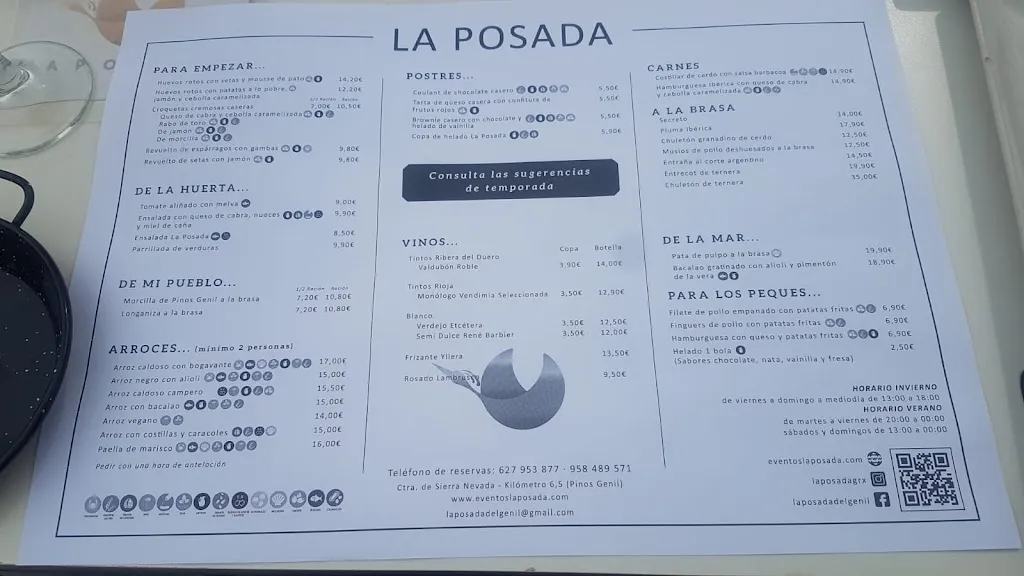 LA POSADA
PARA EMPEZAR...
Huevos rotos con setas y mousse de pato 14,20€
Huevos rotos con patatas a lo pobre, 12,20€
jamón y cebolla caramelizada
1/2 Ración Ración
Croquetas cremosas caseras 7,00€ 10,50€
Queso de cabra y cebolla caramelizada
Rabo de toro
De jamón
De morcilla
Revuelto de espárragos con gambas 9,80€
Revuelto de setas con jamón 9,80€
DE LA HUERTA...
Tomate aliñado con melva 9,00€
Ensalada con queso de cabra, nueces 9,90€
y miel de caña
Ensalada La Posada 8,50€
Parrillada de verduras 9,90€
DE MI PUEBLO...
1/2 Ración Ración
Morcilla de Pinos Genil a la brasa 7,20€ 10,80€
Longaniza a la brasa 7,20€ 10,80€
ARROCES... (mínimo 2 personas)
Arroz caldoso con bogavante 17,00€
Arroz negro con alioli 15,00€
Arroz caldoso campero 15,50€
Arroz con bacalao 15,00€
Arroz vegano 14,00€
Arroz con costillas y caracoles 15,00€
Paella de marisco 16,00€
Pedir con una hora de antelación
POSTRES...
Coulant de chocolate casero 5,50€
Tarta de queso casera con confitura de 5,50€
frutos rojos
Brownie casero con chocolate y 5,50€
helado de vainilla
Copa de helado La Posada 5,90€
Consulta las sugerencias
de temporada
VINOS...
Copa Botella
Tintos Ribera del Duero
Valdubón Roble 3,90€ 14,00€
Tintos Rioja
Monólogo Vendimia Seleccionada 3,50€ 12,90€
Blanco
Verdejo Etcétera 3,50€ 12,50€
Semi Dulce René Barbier 3,50€ 12,00€
Frizante Yllera 13,50€
Rosado Lambrusco 9,50€
Teléfono de reservas: 627 953 877 - 958 489 571
Ctra. de Sierra Nevada - Kilómetro 6,5 (Pinos Genil)
www.eventoslaposada.com
laposadadelgenil@gmail.com
CARNES
Costillar de cerdo con salsa barbacoa 18,90€
Hamburguesa Ibérica con queso de cabra 14,90€
y cebolla caramelizada
A LA BRASA
Secreto 14,00€
Pluma Ibérica 17,90€
Chuletón granadino de cerdo 12,50€
Muslos de pollo deshuesados a la brasa 12,50€
Entraña al corte argentino 14,50€
Entrecot de ternera 19,90€
Chuletón de ternera 35,00€
DE LA MAR...
Pata de pulpo a la brasa 19,90€
Bacalao gratinado con alioli y pimentón 18,90€
de la vera
PARA LOS PEQUES...
Filete de pollo empanado con patatas fritas 6,90€
Finguers de pollo con patatas fritas 6,90€
Hamburguesa con queso y patatas fritas 6,90€
Helado 1 bola 2,50€
(Sabores chocolate, nata, vainilla y fresa)
HORARIO INVIERNO
de viernes a domingo a mediodía de 13:00 a 18:00
HORARIO VERANO
de martes a viernes de 20:00 a 00:00
sábados y domingos de 13:00 a 00:00
eventoslaposada.com
laposadagrx
laposadadelgenil